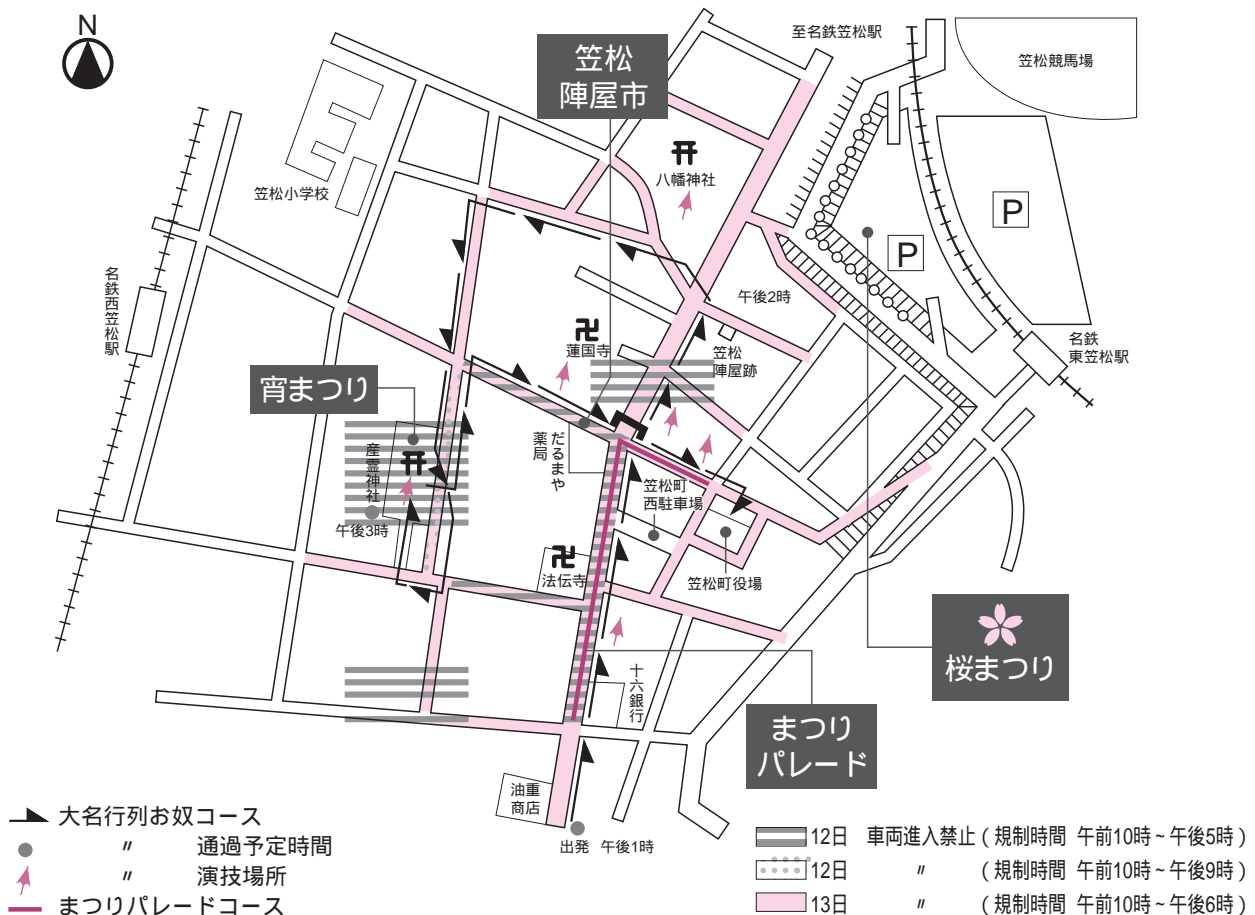 N
至名鉄笠松駅
笠松競馬場
笠松
陣屋市
八幡神社
笠松小学校
P
P
名鉄西笠松駅
午後2時
名鉄
東笠松駅
蓮国寺
笠松
陣屋跡
宵まつり
だるまや
薬局
産霊神社
午後3時
笠松町
西駐車場
法伝寺
笠松町役場
桜まつり
十六銀行
まつり
パレード
油重
商店
出発 午後1時
大名行列お奴コース
〃 通過予定時間
〃 演技場所
まつりパレードコース
12日 車両進入禁止(規制時間 午前10時~午後5時)
12日 〃 (規制時間 午前10時~午後9時)
13日 〃 (規制時間 午前10時~午後6時)